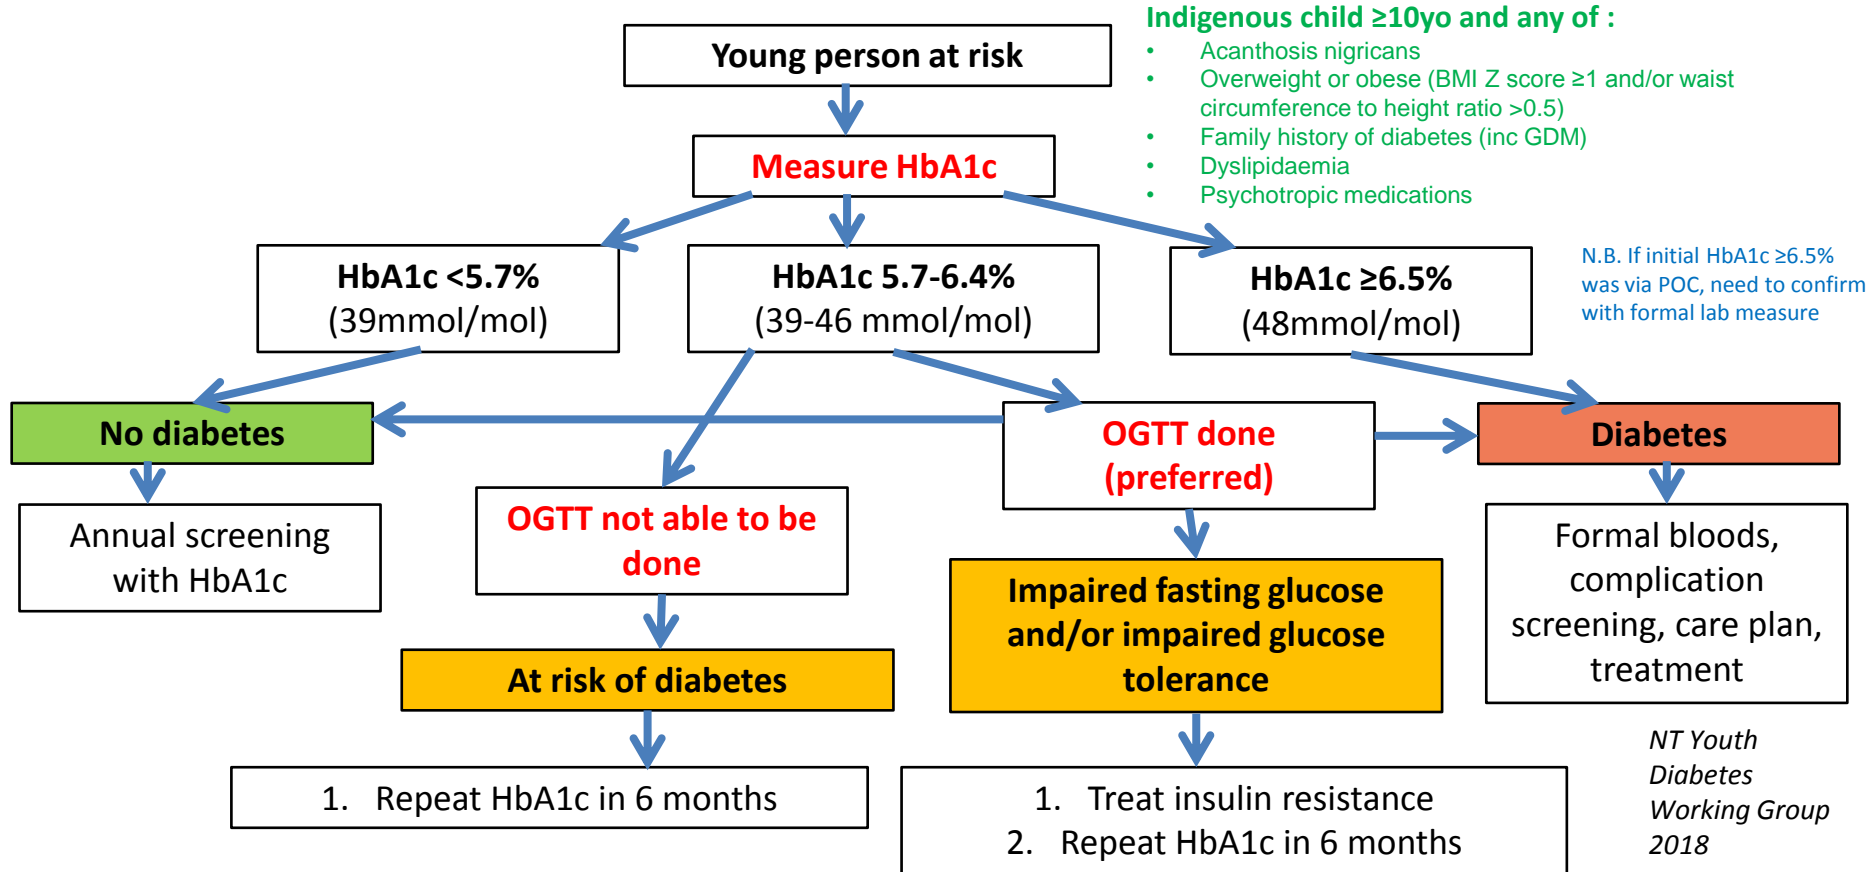 Indigenous child ≥10yo and any of :
• Acanthosis nigricans
• Overweight or obese (BMI Z score ≥1 and/or waist
circumference to height ratio >0.5)
• Family history of diabetes (inc GDM)
• Dyslipidaemia
• Psychotropic medications
Young person at risk
Measure HbA1c
HbA1c <5.7%
(39mmol/mol)
HbA1c 5.7-6.4%
(39-46 mmol/mol)
HbA1c ≥6.5%
(48mmol/mol)
N.B. If initial HbA1c ≥6.5%
was via POC, need to confirm
with formal lab measure
No diabetes
OGTT done
(preferred)
Diabetes
Annual screening
with HbA1c
OGTT not able to be
done
Formal bloods,
complication
screening, care plan,
treatment
Impaired fasting glucose
and/or impaired glucose
tolerance
At risk of diabetes
1. Repeat HbA1c in 6 months
1. Treat insulin resistance
2. Repeat HbA1c in 6 months
NT Youth
Diabetes
Working Group
2018